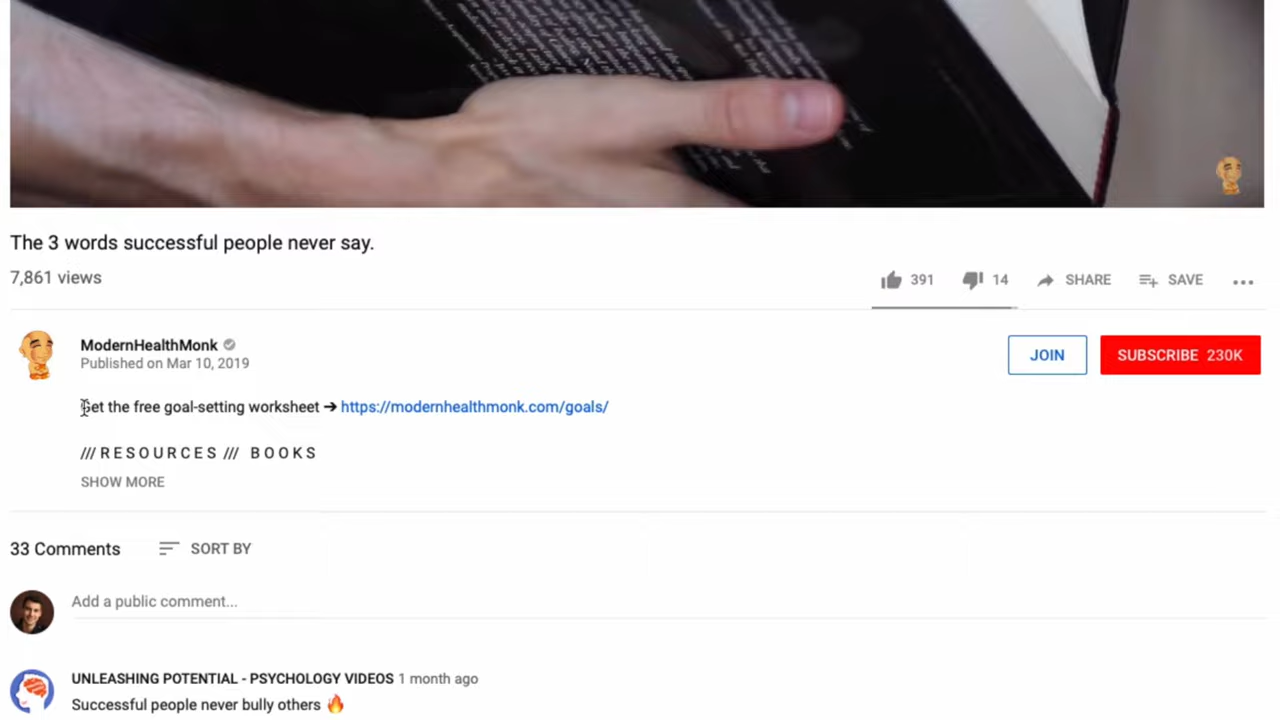 The 3 words successful people never say.
7,861 views
391 14 SHARE SAVE
ModernHealthMonk
Published on Mar 10, 2019
JOIN SUBSCRIBE 230K
Get the free goal-setting worksheet ➔ https://modernhealthmonk.com/goals/
/// R E S O U R C E S /// B O O K S
SHOW MORE
33 Comments SORT BY
Add a public comment...
UNLEASHING POTENTIAL - PSYCHOLOGY VIDEOS 1 month ago
Successful people never bully others 🔥